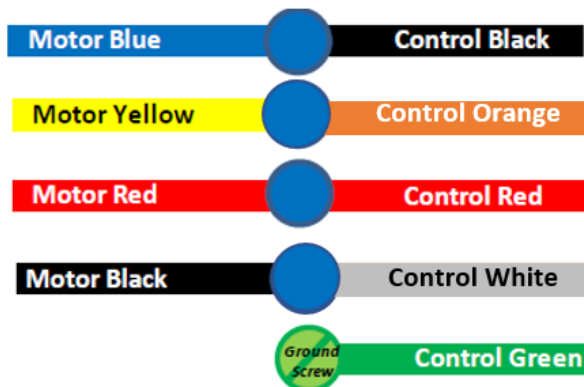 Motor Blue Control Black
Motor Yellow Control Orange
Motor Red Control Red
Motor Black Control White
Ground
Screw
Control Green